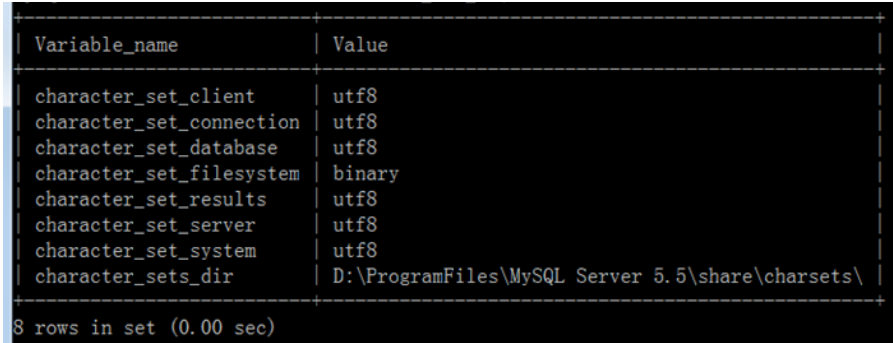 +--------------------------+-------------------------------------------------+
| Variable_name | Value |
+--------------------------+-------------------------------------------------+
| character_set_client | utf8 |
| character_set_connection | utf8 |
| character_set_database | utf8 |
| character_set_filesystem | binary |
| character_set_results | utf8 |
| character_set_server | utf8 |
| character_set_system | utf8 |
| character_sets_dir | D:\ProgramFiles\MySQL Server 5.5\share\charsets\ |
+--------------------------+-------------------------------------------------+
8 rows in set (0.00 sec)